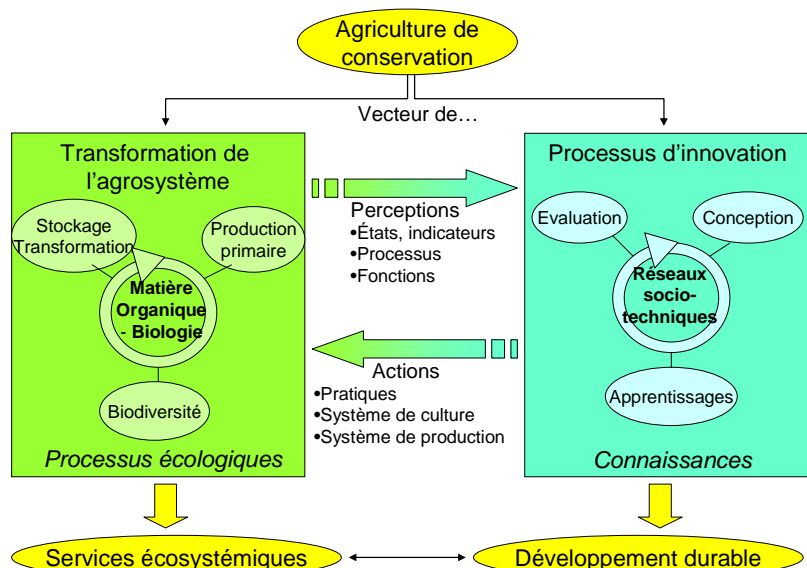 Agriculture de
conservation
Vecteur de…
Transformation de
l'agrosystème
Stockage
Transformation
Production
primaire
Matière
Organique
- Biologie
Biodiversité
Processus écologiques
Perceptions
•États, indicateurs
•Processus
•Fonctions
Actions
•Pratiques
•Système de culture
•Système de production
Processus d'innovation
Evaluation
Conception
Réseaux
socio-
techniques
Apprentissages
Connaissances
Services écosystémiques
Développement durable